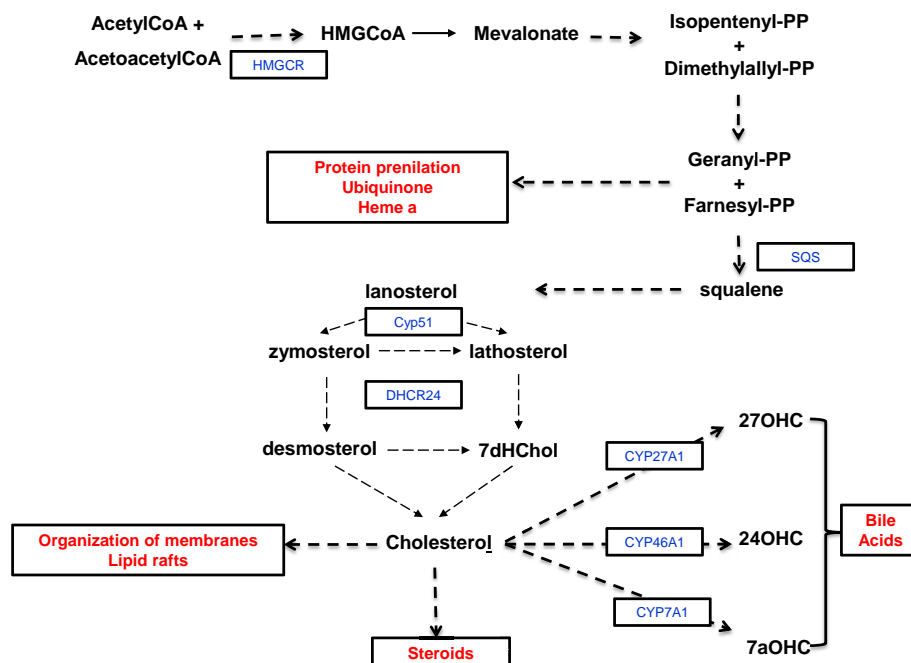 AcetylCoA +
AcetoacetylCoA
HMGCR
HMGCoA
Mevalonate
Isopentenyl-PP
+
Dimethylallyl-PP
Geranyl-PP
+
Farnesyl-PP
Protein prenilation
Ubiquinone
Heme a
SQS
squalene
lanosterol
Cyp51
zymosterol
lathosterol
DHCR24
desmosterol
7dHChol
27OHC
CYP27A1
Organization of membranes
Lipid rafts
Cholesterol
CYP46A1
24OHC
Bile
Acids
CYP7A1
7aOHC
Steroids